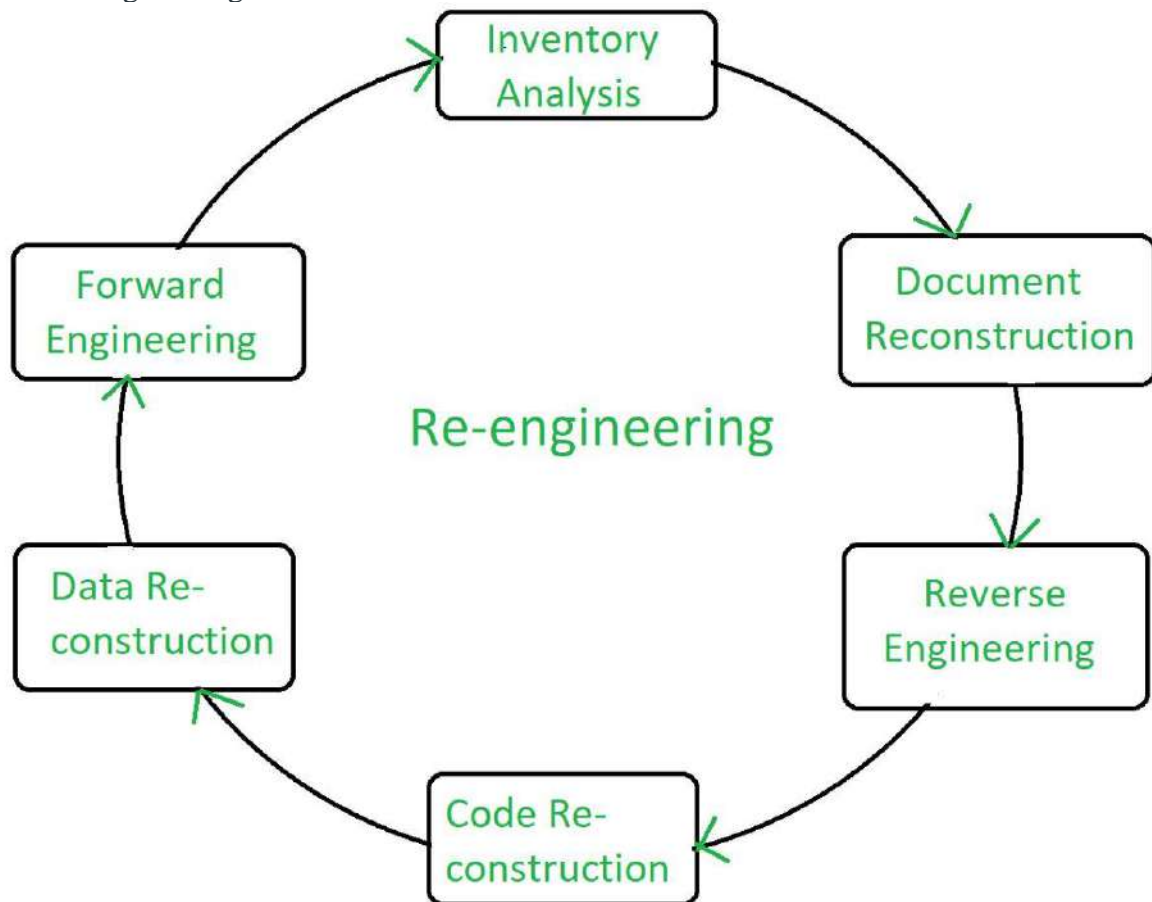 Inventory
Analysis
Document
Reconstruction
Forward
Engineering
Re-engineering
Data Re-
construction
Reverse
Engineering
Code Re-
construction